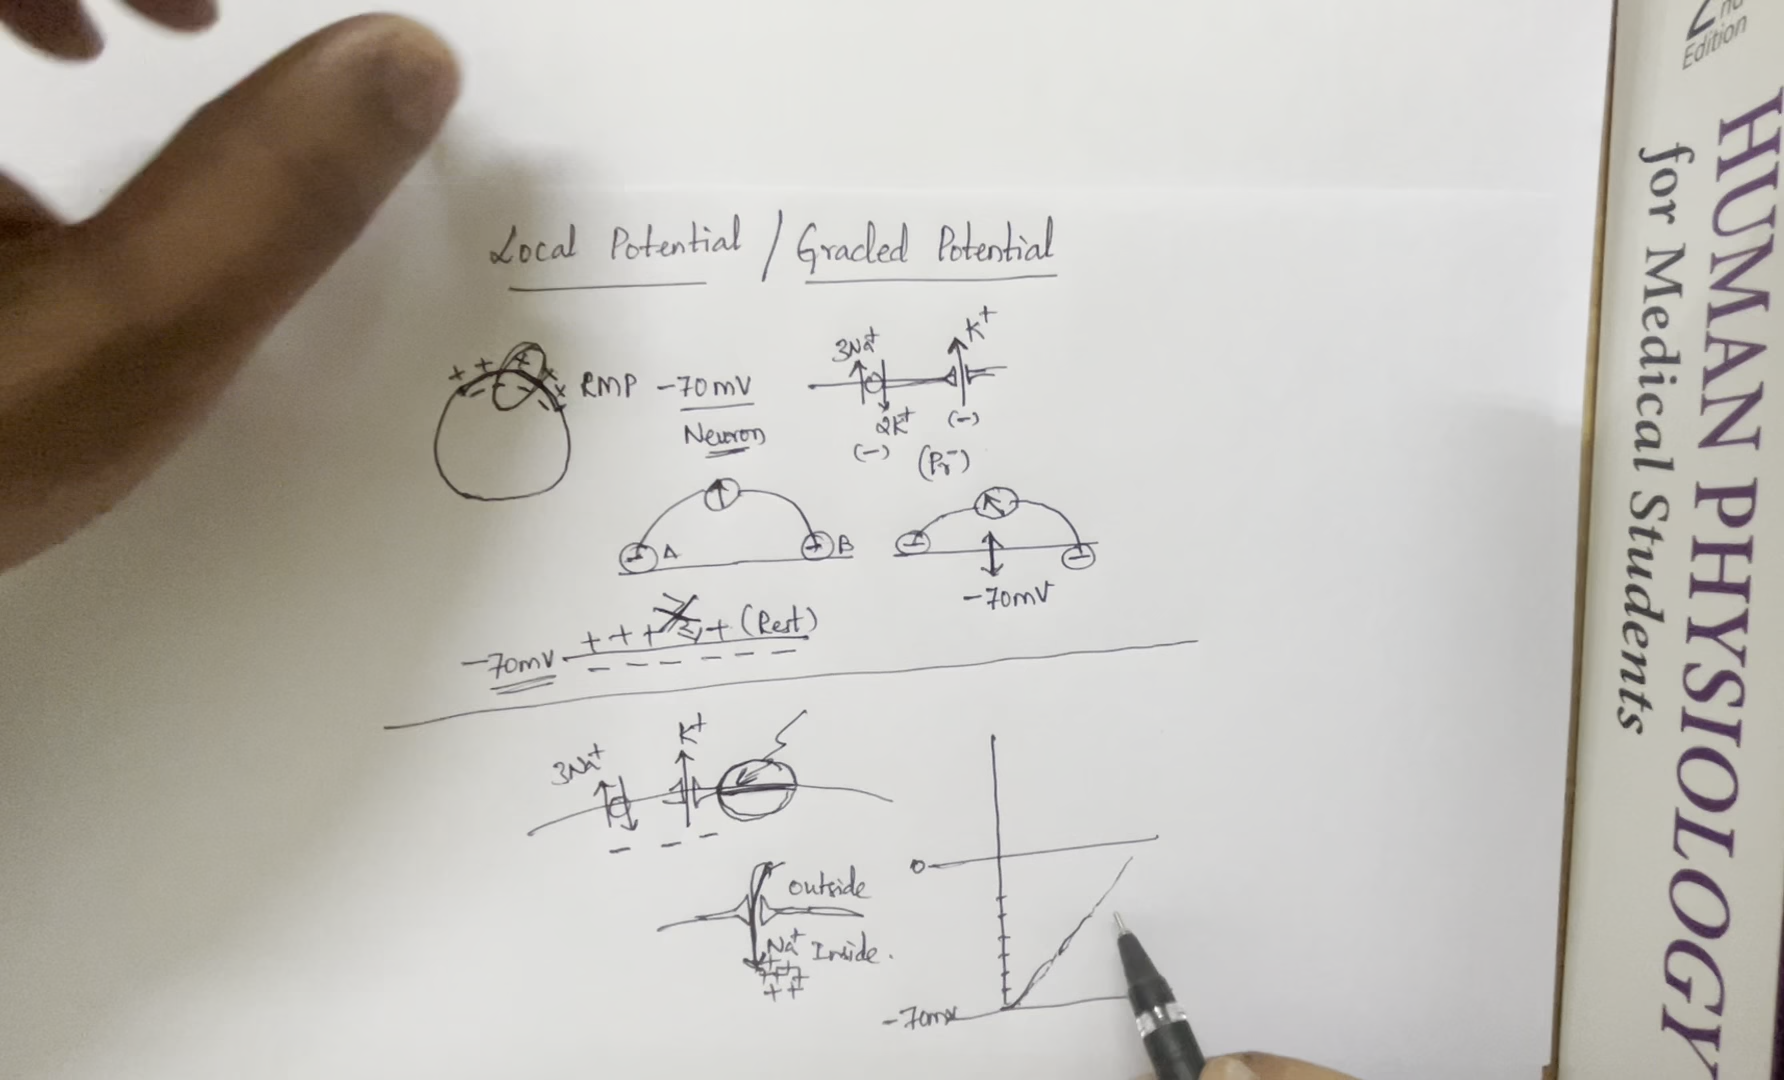 Local Potential / Graded Potential
RMP -70mV
Neuron
3Na+
K+
2K+
(-)
(-)
(Pr-)
A
B
-70mV
-70mV + + + + (Rest)
3Na+
K+
outside
Na+ Inside.
0
-70mv
2nd
Edition
HUMAN PHYSIOLOGY
for Medical Students